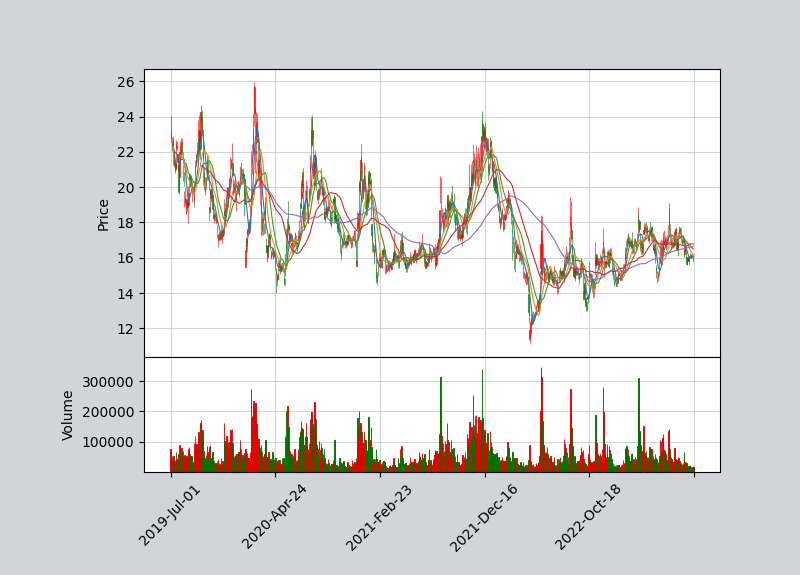 26
24
22
20
18
16
14
12
Price
300000
200000
100000
Volume
2019-Jul-01
2020-Apr-24
2021-Feb-23
2021-Dec-16
2022-Oct-18